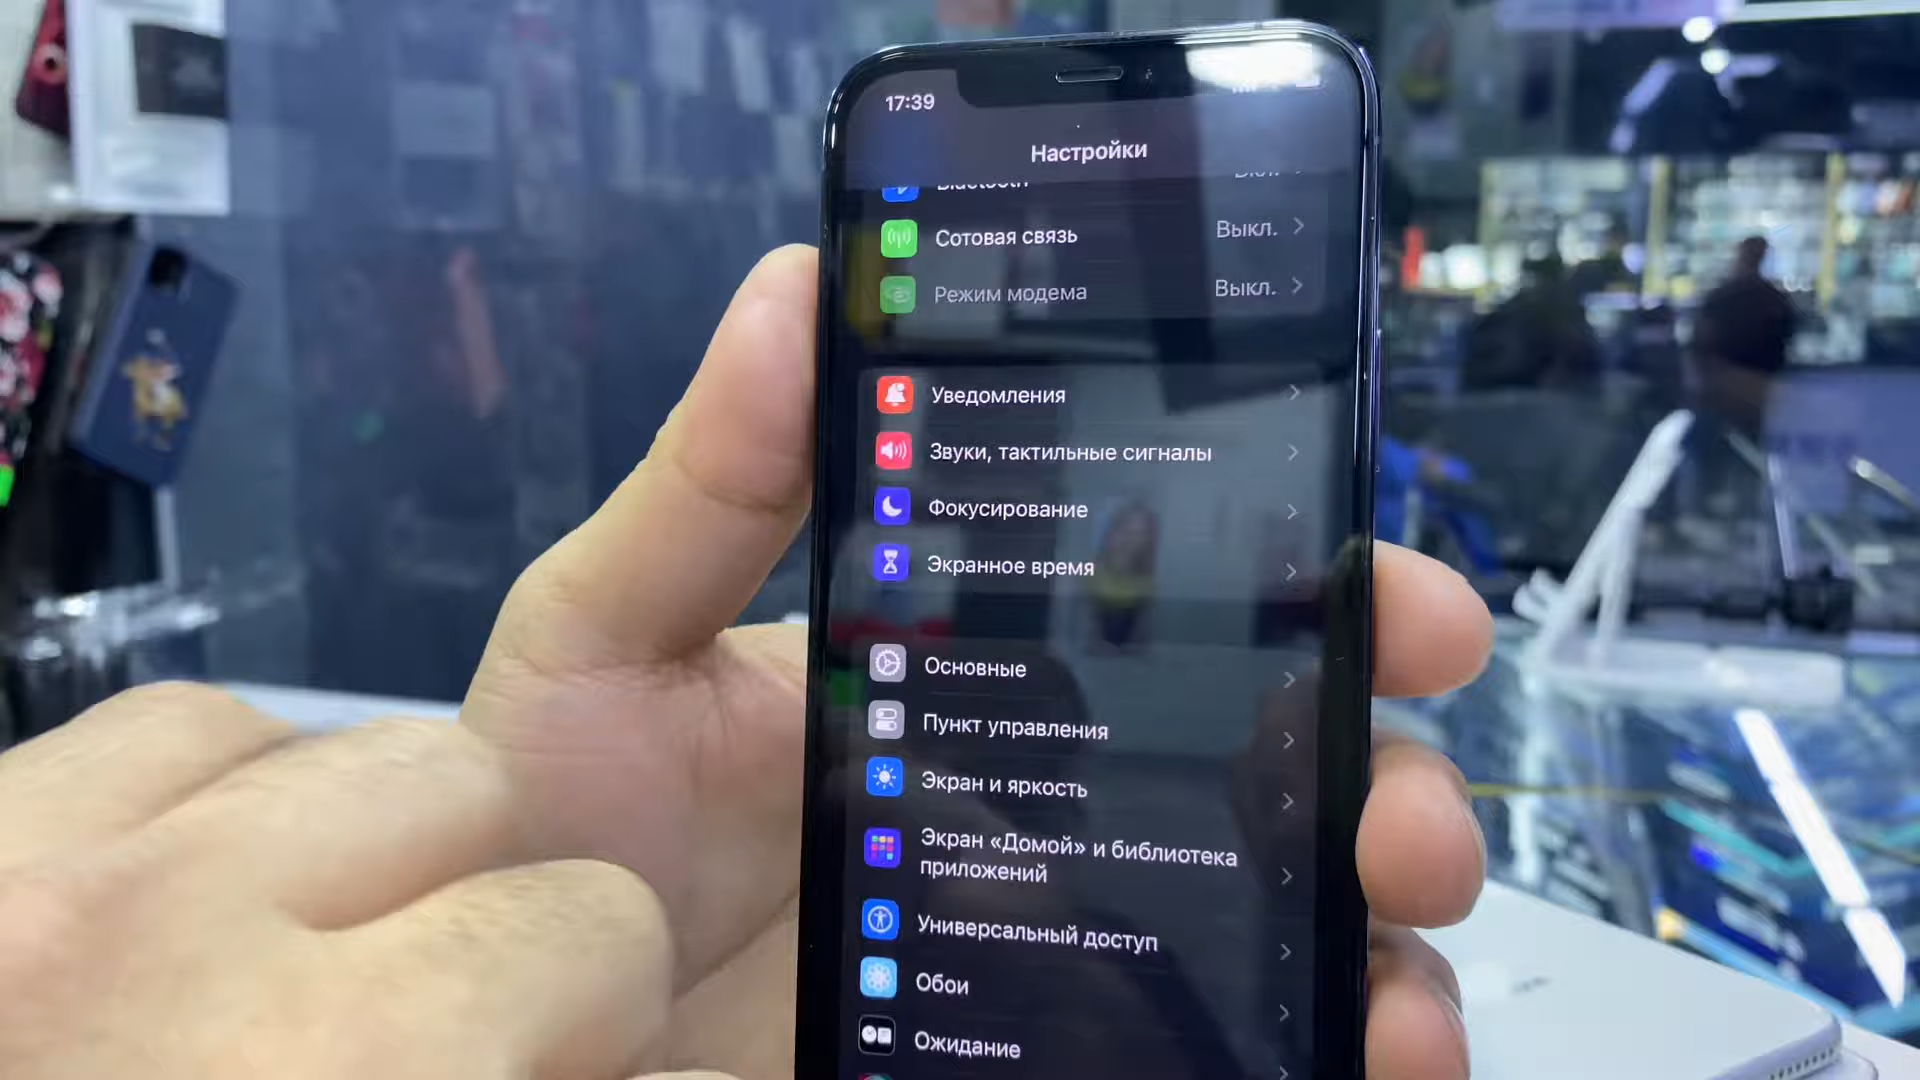 17:39
Настройки
Bluetooth
Сотовая связь Выкл.
Режим модема Выкл.
Уведомления
Звуки, тактильные сигналы
Фокусирование
Экранное время
Основные
Пункт управления
Экран и яркость
Экран «Домой» и библиотека
приложений
Универсальный доступ
Обои
Ожидание